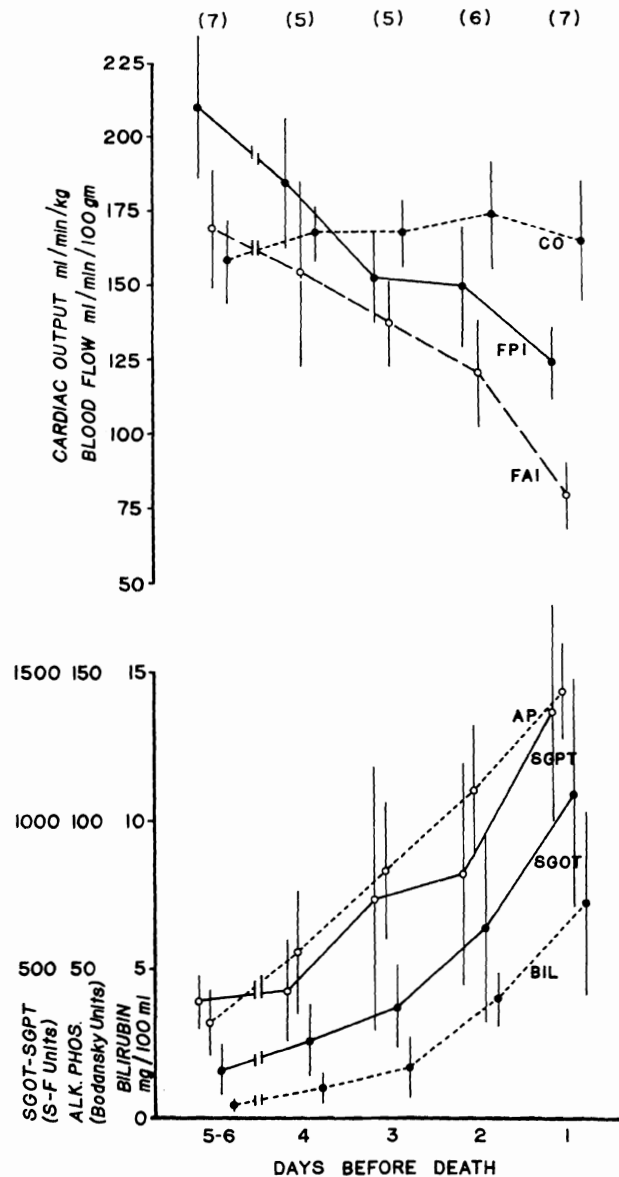 (7) (5) (5) (6) (7)
225
200
175
150
125
100
75
50
CARDIAC OUTPUT ml/min/kg
BLOOD FLOW ml/min/100gm
CO
FPI
FAI
1500 150 15
1000 100 10
500 50 5
0
SGOT-SGPT
(S-F Units)
ALK. PHOS.
(Bodansky Units)
BILIRUBIN
mg/100 ml
AP
SGPT
SGOT
BIL
5-6 4 3 2 1
DAYS BEFORE DEATH